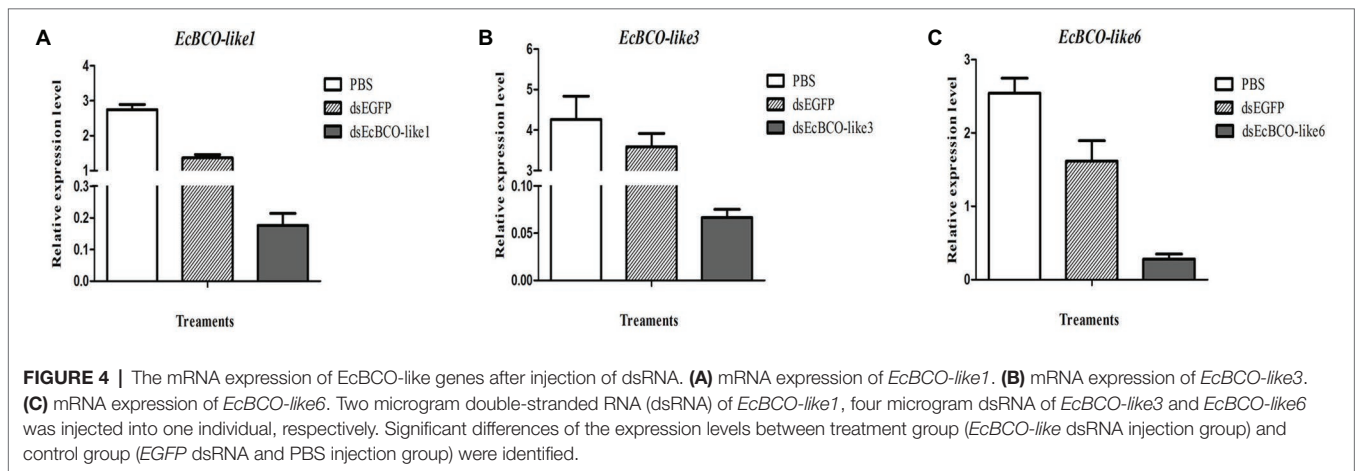 A
EcBCO-like1
Relative expression level
4
3
2
1
0.3
0.2
0.1
0.0
PBS
dsEGFP
dsEcBCO-like1
Treaments
B
EcBCO-like3
Relative expression level
6
5
4
3
0.10
0.05
0.00
PBS
dsEGFP
dsEcBCO-like3
Treaments
C
EcBCO-like6
Relative expression level
3
2
1
0
PBS
dsEGFP
dsEcBCO-like6
Treaments
FIGURE 4 | The mRNA expression of EcBCO-like genes after injection of dsRNA. (A) mRNA expression of EcBCO-like1. (B) mRNA expression of EcBCO-like3.
(C) mRNA expression of EcBCO-like6. Two microgram double-stranded RNA (dsRNA) of EcBCO-like1, four microgram dsRNA of EcBCO-like3 and EcBCO-like6
was injected into one individual, respectively. Significant differences of the expression levels between treatment group (EcBCO-like dsRNA injection group) and
control group (EGFP dsRNA and PBS injection group) were identified.